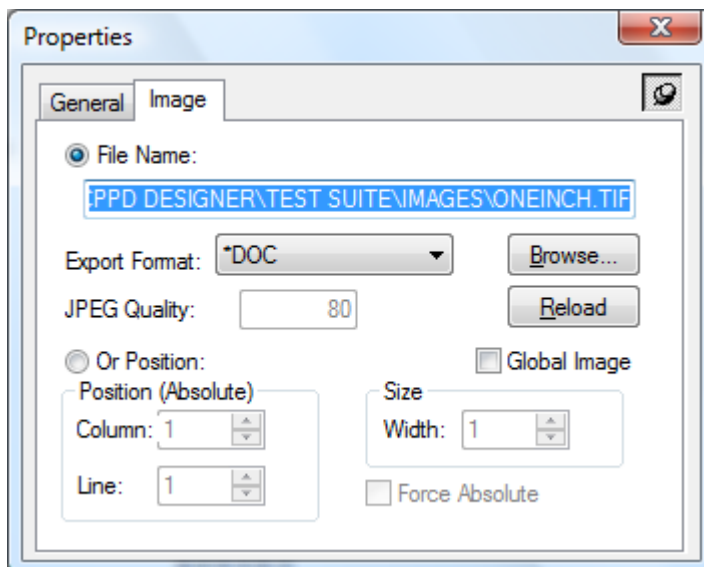 Properties
General Image
File Name:
:PPD DESIGNER\TEST SUITE\IMAGES\ONEINCH.TIF
Export Format: *DOC Browse...
JPEG Quality: 80 Reload
Or Position: Global Image
Position (Absolute) Size
Column: 1 Width: 1
Line: 1 Force Absolute